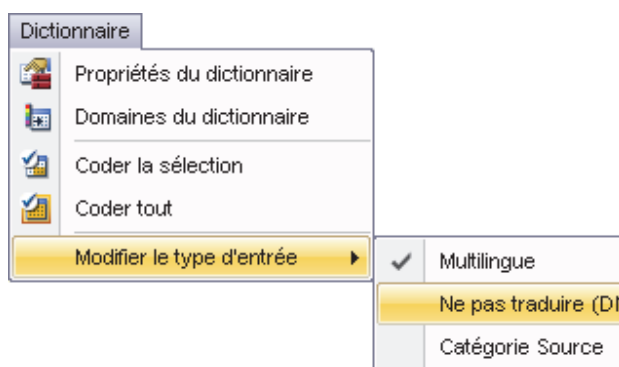 Dictionnaire
Propriétés du dictionnaire
Domaines du dictionnaire
Coder la sélection
Coder tout
Modifier le type d'entrée
Multilingue
Ne pas traduire
Catégorie Source